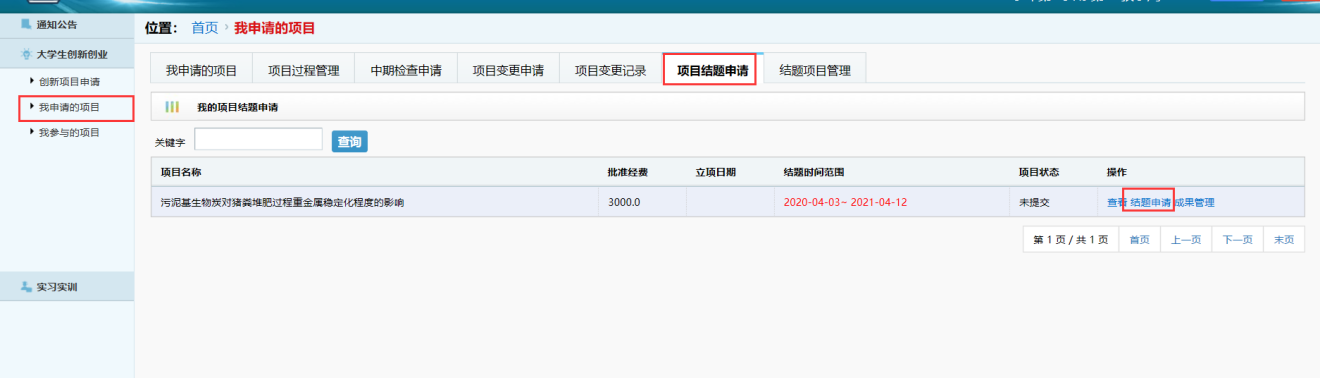 通知公告
大学生创新创业
创新项目申请
我申请的项目
我参与的项目
实习实训
位置： 首页 › 我申请的项目
我申请的项目 项目过程管理 中期检查申请 项目变更申请 项目变更记录 项目结题申请 结题项目管理
我的项目结题申请
关键字 查询
项目名称 批准经费 立项日期 结题时间范围 项目状态 操作
污泥基生物炭对猪粪堆肥过程重金属稳定化程度的影响 3000.0 2020-04-03~ 2021-04-12 未提交 查看 结题申请 成果管理
第 1 页 / 共 1 页 首页 上一页 下一页 末页